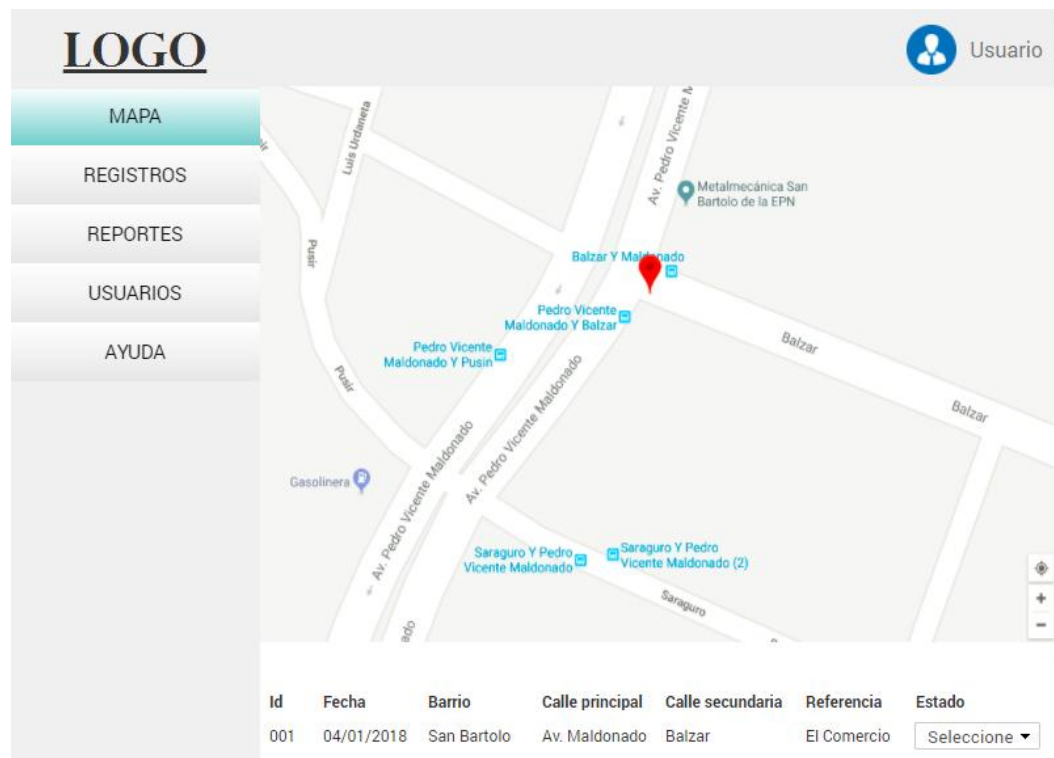 LOGO
Usuario
MAPA
REGISTROS
REPORTES
USUARIOS
AYUDA
Luis Urdaneta
Av. Pedro Vicente M
Metalmecánica San
Bartolo de la EPN
Pusir
Balzar Y Maldonado
Pedro Vicente
Maldonado Y Balzar
Balzar
Pedro Vicente
Maldonado Y Pusin
Pusir
Balzar
Av. Pedro Vicente Maldonado
Av. Pedro Vicente Maldonado
Gasolinera
Saraguro Y Pedro
Vicente Maldonado
Saraguro Y Pedro
Vicente Maldonado (2)
Saraguro
ado
+
-
Id Fecha Barrio Calle principal Calle secundaria Referencia Estado
001 04/01/2018 San Bartolo Av. Maldonado Balzar El Comercio Seleccione